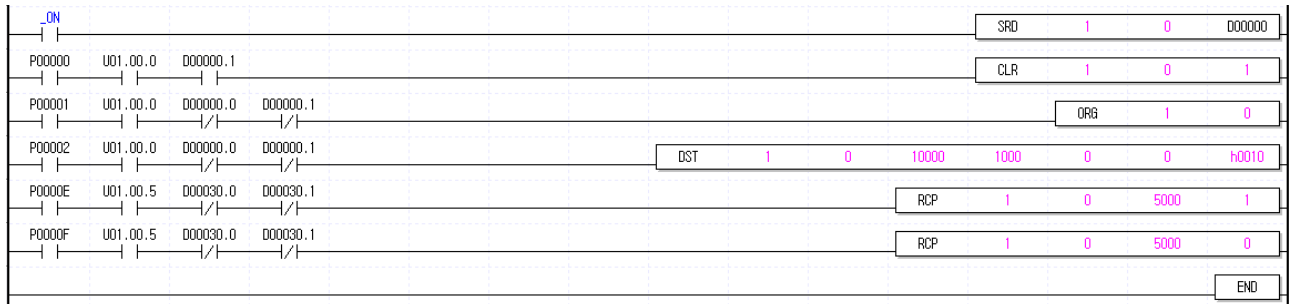 _ON
SRD 1 0 D00000
P00000 U01.00.0 D00000.1
CLR 1 0 1
P00001 U01.00.0 D00000.0 D00000.1
ORG 1 0
P00002 U01.00.0 D00000.0 D00000.1
DST 1 0 10000 1000 0 0 h0010
P0000E U01.00.5 D00030.0 D00030.1
RCP 1 0 5000 1
P0000F U01.00.5 D00030.0 D00030.1
RCP 1 0 5000 0
END